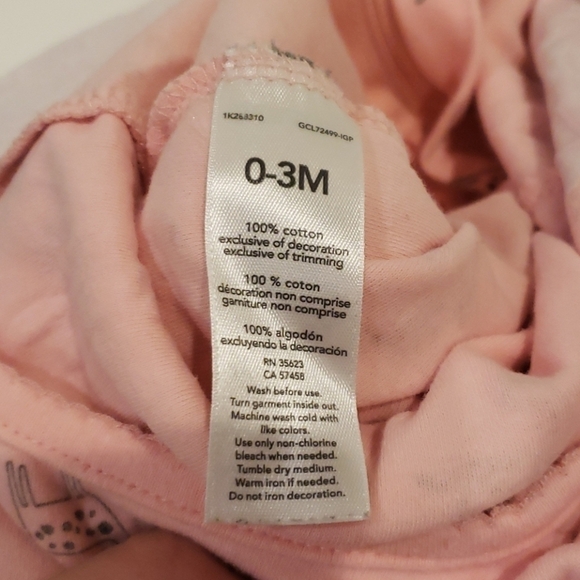 1K268310 GCL72499-IGP
0-3M
100% cotton
exclusive of decoration
exclusive of trimming
100 % coton
décoration non comprise
garniture non comprise
100% algodón
excluyendo la decoración
RN 35623
CA 57458
Wash before use.
Turn garment inside out.
Machine wash cold with
like colors.
Use only non-chlorine
bleach when needed.
Tumble dry medium.
Warm iron if needed.
Do not iron decoration.